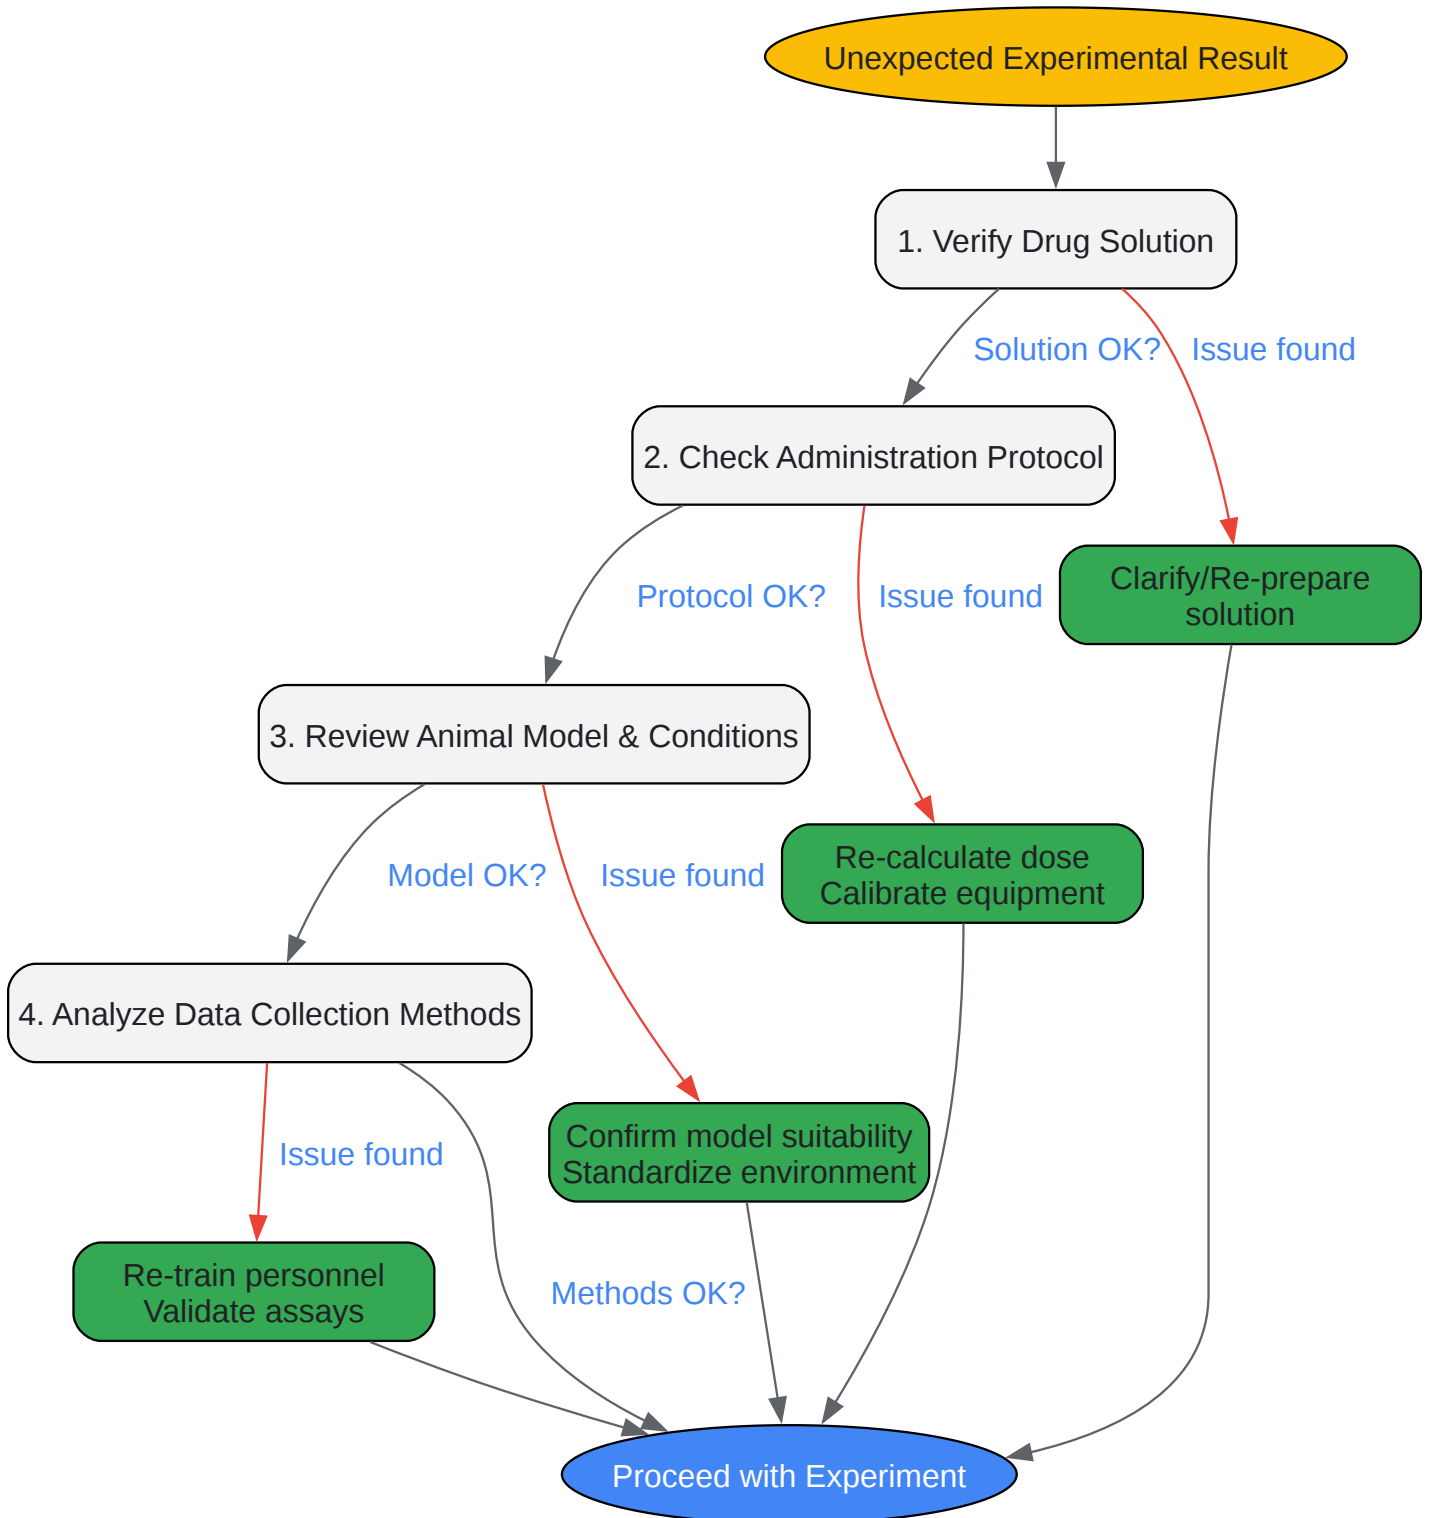 Unexpected Experimental Result
1. Verify Drug Solution
Solution OK?
Issue found
2. Check Administration Protocol
Clarify/Re-prepare
solution
Protocol OK?
Issue found
3. Review Animal Model & Conditions
Re-calculate dose
Calibrate equipment
Model OK?
Issue found
4. Analyze Data Collection Methods
Confirm model suitability
Standardize environment
Issue found
Re-train personnel
Validate assays
Methods OK?
Proceed with Experiment